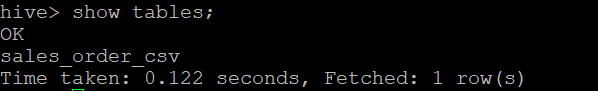 hive> show tables;
OK
sales_order_csv
Time taken: 0.122 seconds, Fetched: 1 row(s)